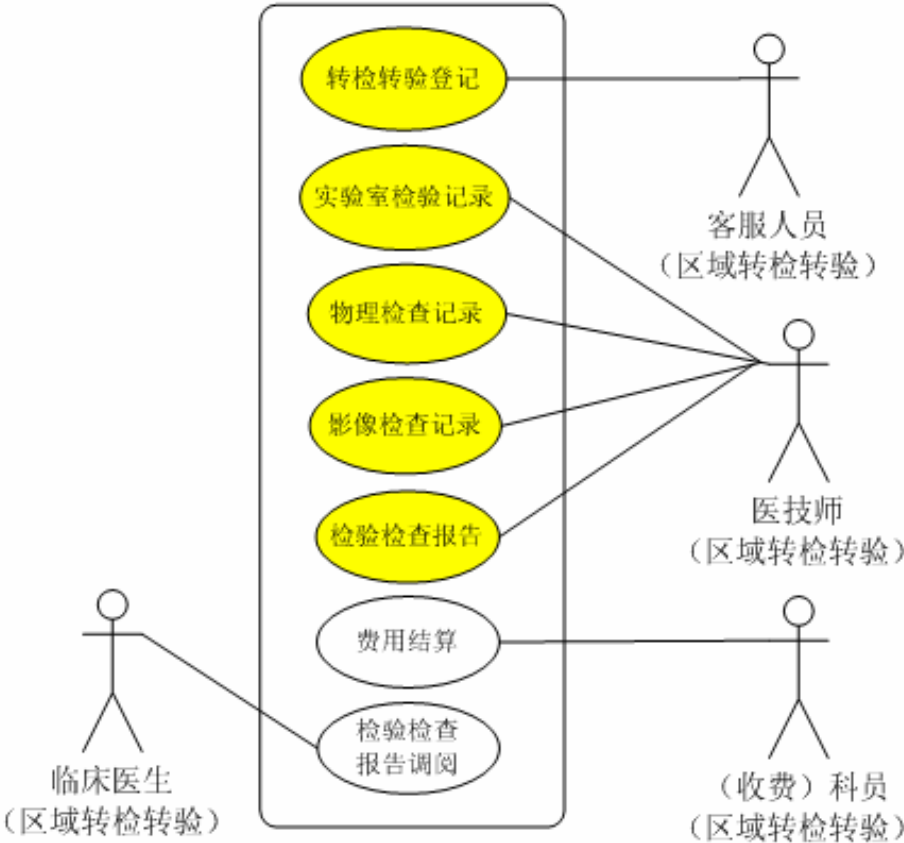 转检转验登记
实验室检验记录
物理检查记录
影像检查记录
检验检查报告
费用结算
检验检查
报告调阅
客服人员
（区域转检转验）
医技师
（区域转检转验）
（收费）科员
（区域转检转验）
临床医生
（区域转检转验）